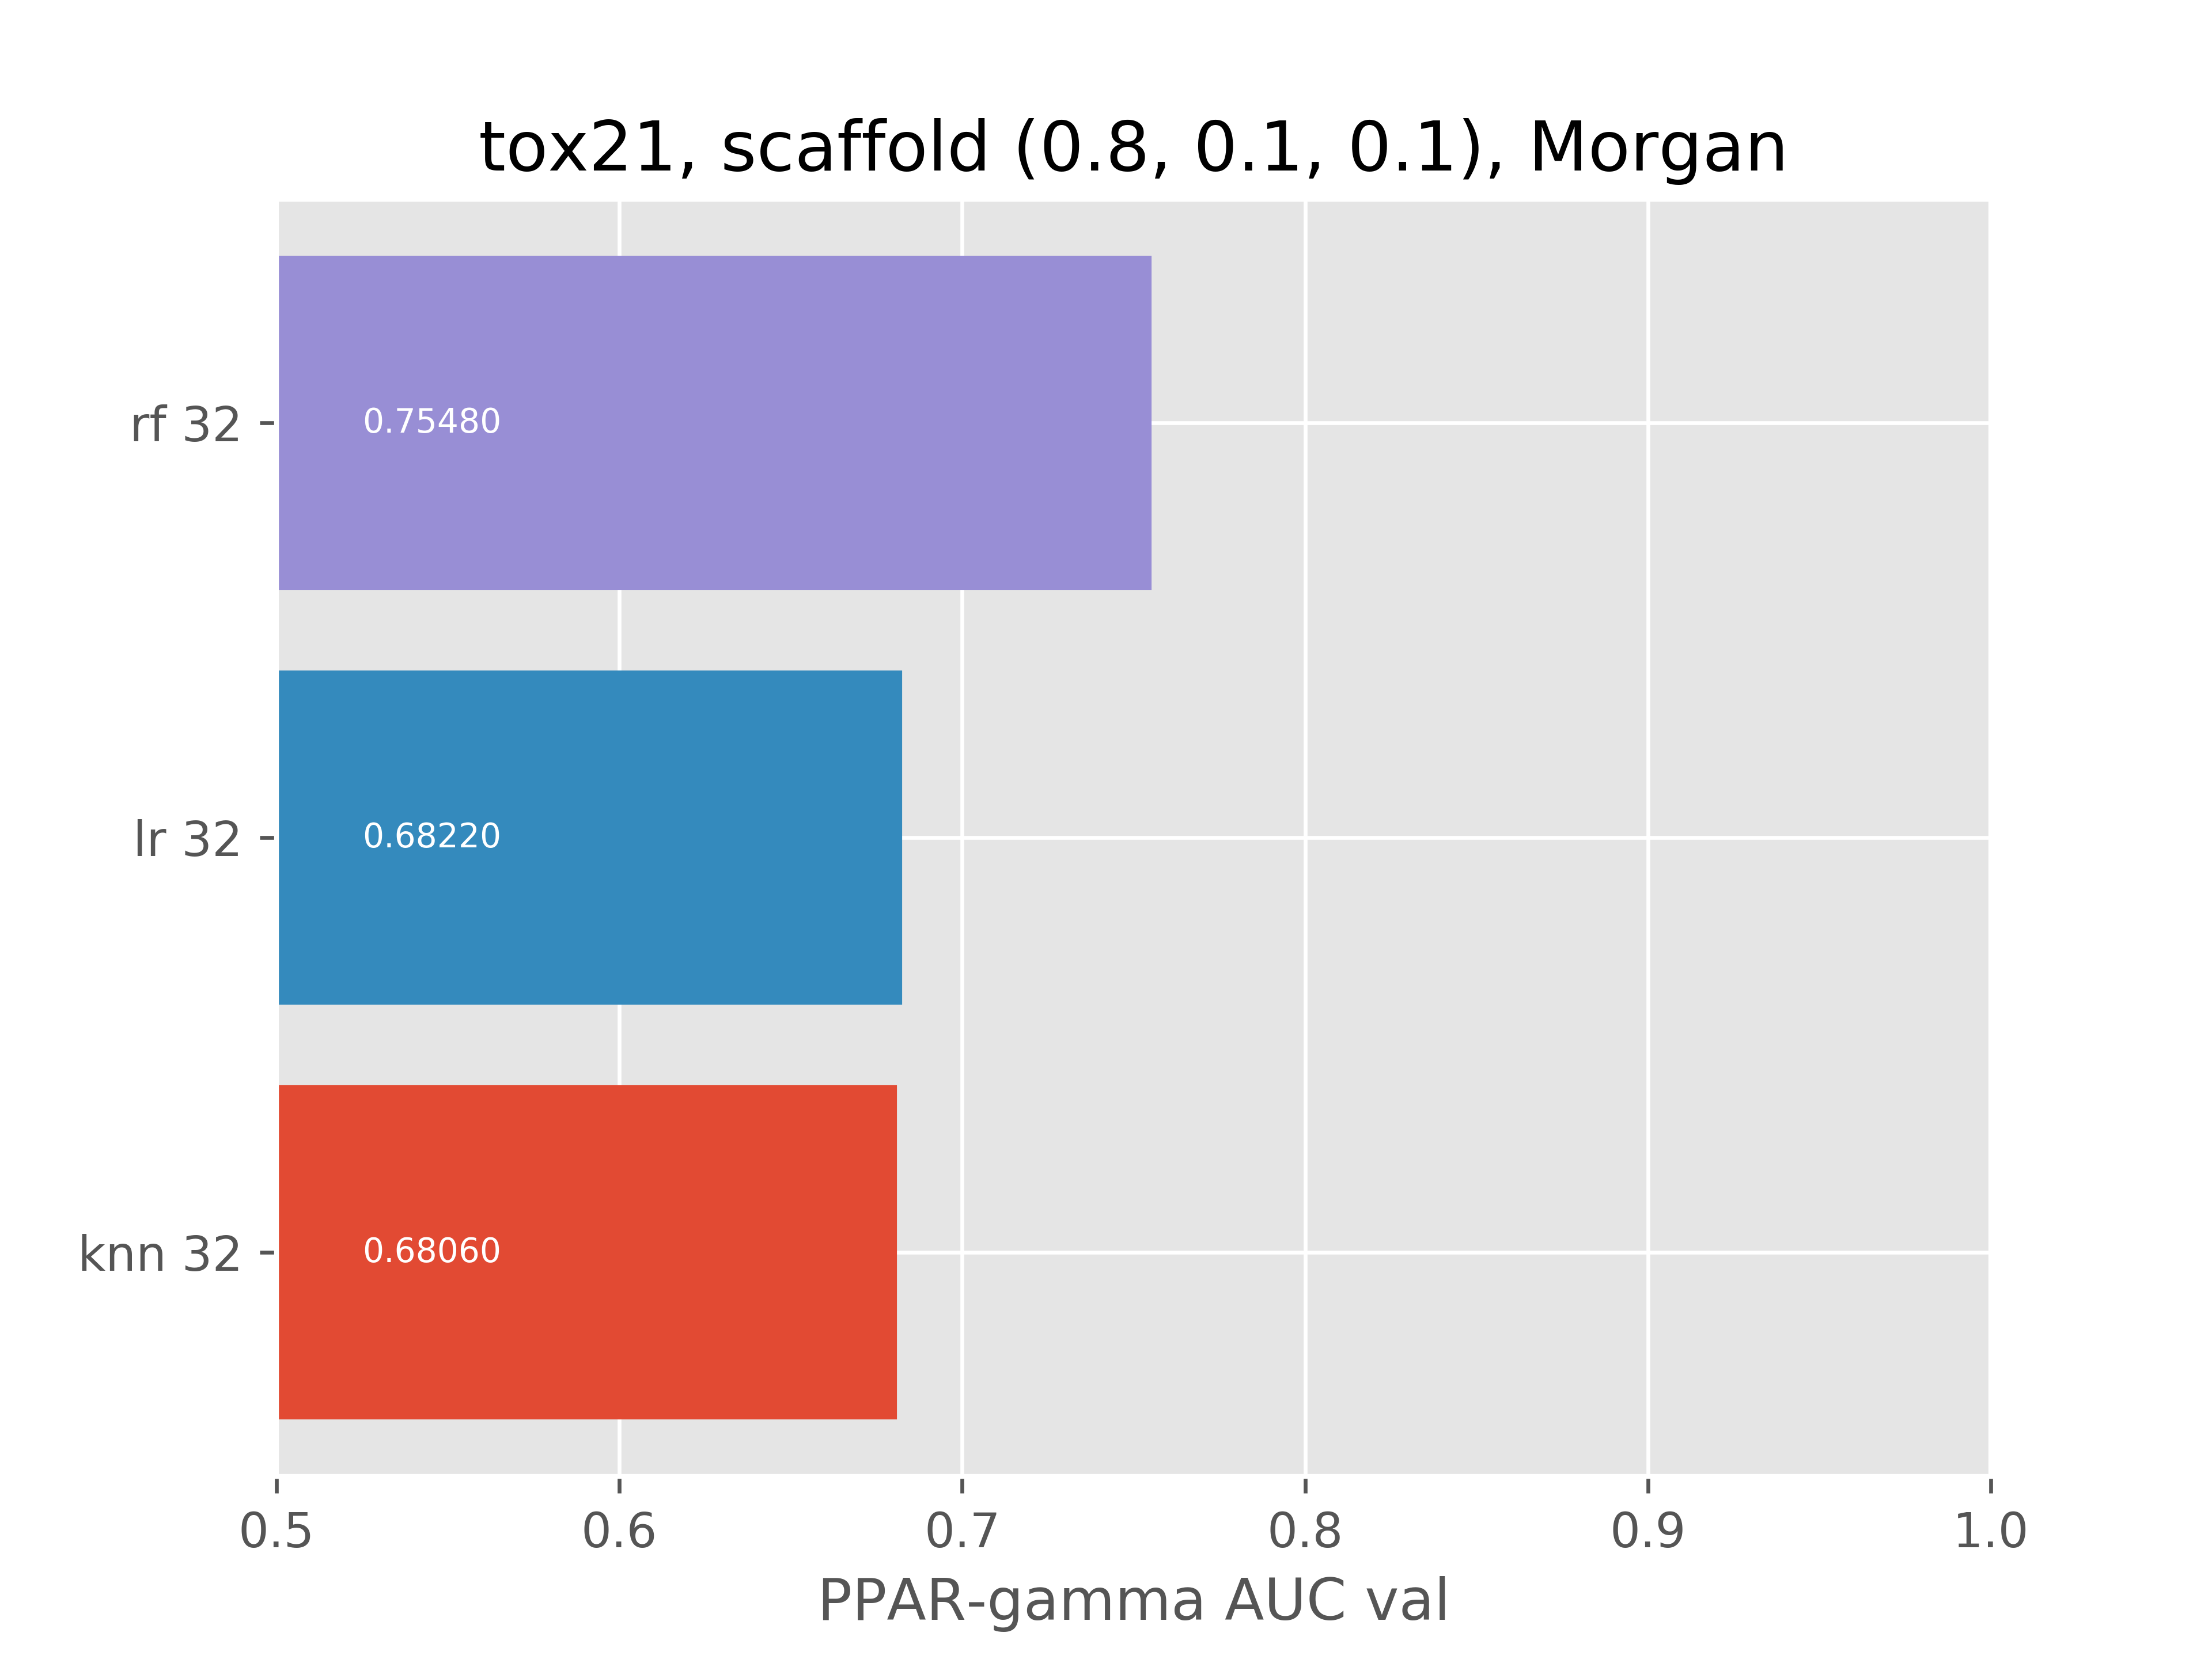 tox21, scaffold (0.8, 0.1, 0.1), Morgan
rf 32
0.75480
lr 32
0.68220
knn 32
0.68060
0.5 0.6 0.7 0.8 0.9 1.0
PPAR-gamma AUC val